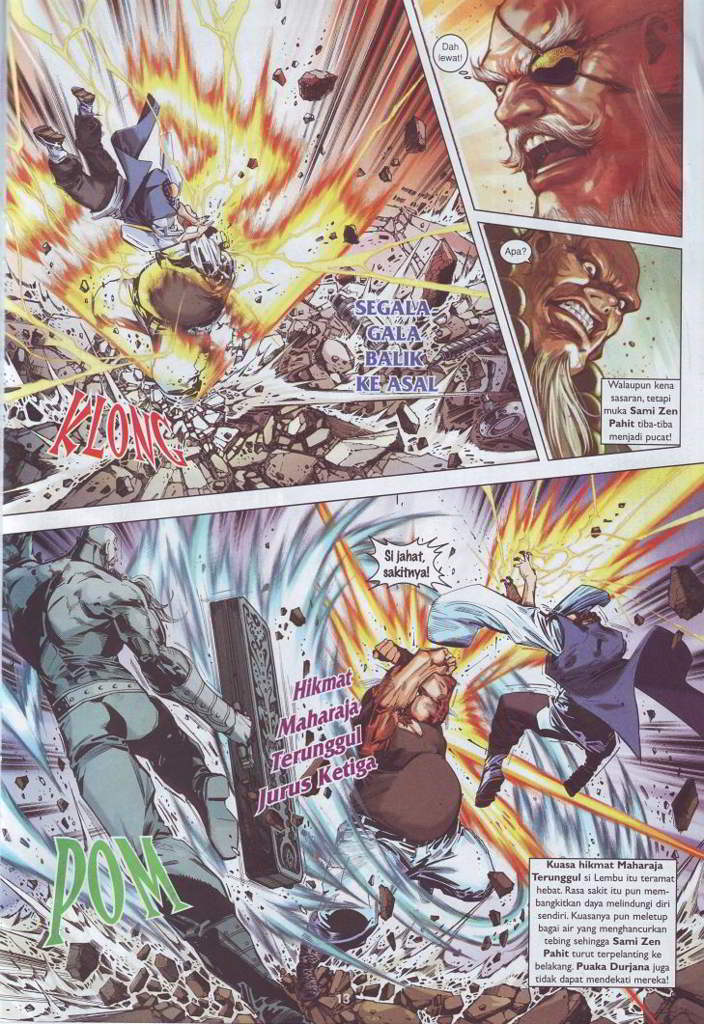 Dah
lewat!
Apa?
SEGALA
GALA
BALIK
KE ASAL
KLONG
Walaupun kena
sasaran, tetapi
muka Sami Zen
Pahit tiba-tiba
menjadi pucat!
Si jahat,
sakitnya!
Hikmat
Maharaja
Terunggul
Jurus Ketiga
POM
Kuasa hikmat Maharaja
Terunggul si Lembu itu teramat
hebat. Rasa sakit itu pun mem-
bangkitkan daya melindungi diri
sendiri. Kuasanya pun meletup
bagai air yang menghancurkan
tebing sehingga Sami Zen
Pahit turut terpelanting ke
belakang. Puaka Durjana juga
tidak dapat mendekati mereka!
13